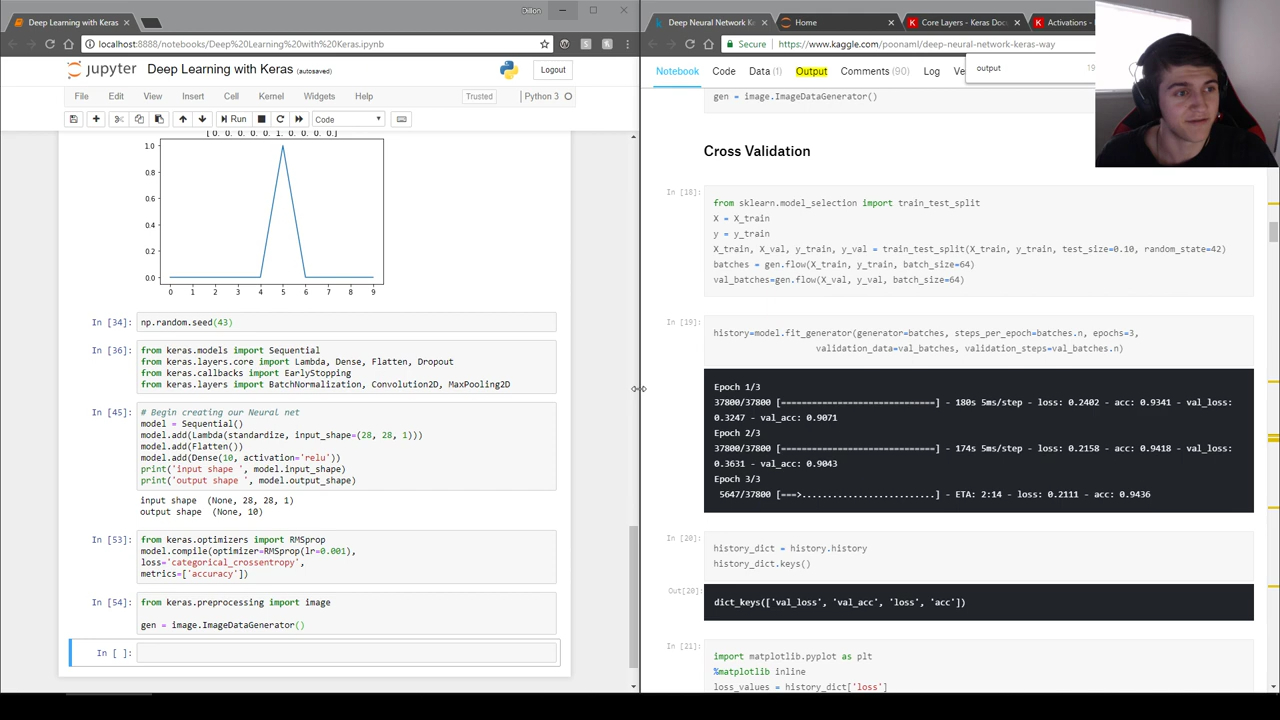 Deep Learning with Keras
Dillon
localhost:8888/notebooks/Deep%20Learning%20with%20Keras.ipynb
jupyter Deep Learning with Keras (autosaved)
Logout
File Edit View Insert Cell Kernel Widgets Help
Trusted
Python 3
Run
Code
[ 0. 0. 0. 0. 0. 1. 0. 0. 0. 0.]
1.0
0.8
0.6
0.4
0.2
0.0
0 1 2 3 4 5 6 7 8 9
In [34]: np.random.seed(43)
In [36]: from keras.models import Sequential
from keras.layers.core import Lambda, Dense, Flatten, Dropout
from keras.callbacks import EarlyStopping
from keras.layers import BatchNormalization, Convolution2D, MaxPooling2D
In [45]: # Begin creating our Neural net
model = Sequential()
model.add(Lambda(standardize, input_shape=(28, 28, 1)))
model.add(Flatten())
model.add(Dense(10, activation='relu'))
print('input shape ', model.input_shape)
print('output shape ', model.output_shape)
input shape  (None, 28, 28, 1)
output shape  (None, 10)
In [53]: from keras.optimizers import RMSprop
model.compile(optimizer=RMSprop(lr=0.001),
loss='categorical_crossentropy',
metrics=['accuracy'])
In [54]: from keras.preprocessing import image
gen = image.ImageDataGenerator()
In [ ]:
Deep Neural Network K
Home
Core Layers - Keras Doc
Activations -
Secure https://www.kaggle.com/poonaml/deep-neural-network-keras-way
output 19
Notebook Code Data (1) Output Comments (90) Log Ve
gen = image.ImageDataGenerator()
Cross Validation
In [18]:
from sklearn.model_selection import train_test_split
X = X_train
y = y_train
X_train, X_val, y_train, y_val = train_test_split(X_train, y_train, test_size=0.10, random_state=42)
batches = gen.flow(X_train, y_train, batch_size=64)
val_batches=gen.flow(X_val, y_val, batch_size=64)
In [19]:
history=model.fit_generator(generator=batches, steps_per_epoch=batches.n, epochs=3,
validation_data=val_batches, validation_steps=val_batches.n)
Epoch 1/3
37800/37800 [==============================] - 180s 5ms/step - loss: 0.2402 - acc: 0.9341 - val_loss:
0.3247 - val_acc: 0.9071
Epoch 2/3
37800/37800 [==============================] - 174s 5ms/step - loss: 0.2158 - acc: 0.9418 - val_loss:
0.3631 - val_acc: 0.9043
Epoch 3/3
5647/37800 [===>..........................] - ETA: 2:14 - loss: 0.2111 - acc: 0.9436
In [20]:
history_dict = history.history
history_dict.keys()
Out[20]:
dict_keys(['val_loss', 'val_acc', 'loss', 'acc'])
In [21]:
import matplotlib.pyplot as plt
%matplotlib inline
loss_values = history_dict['loss']